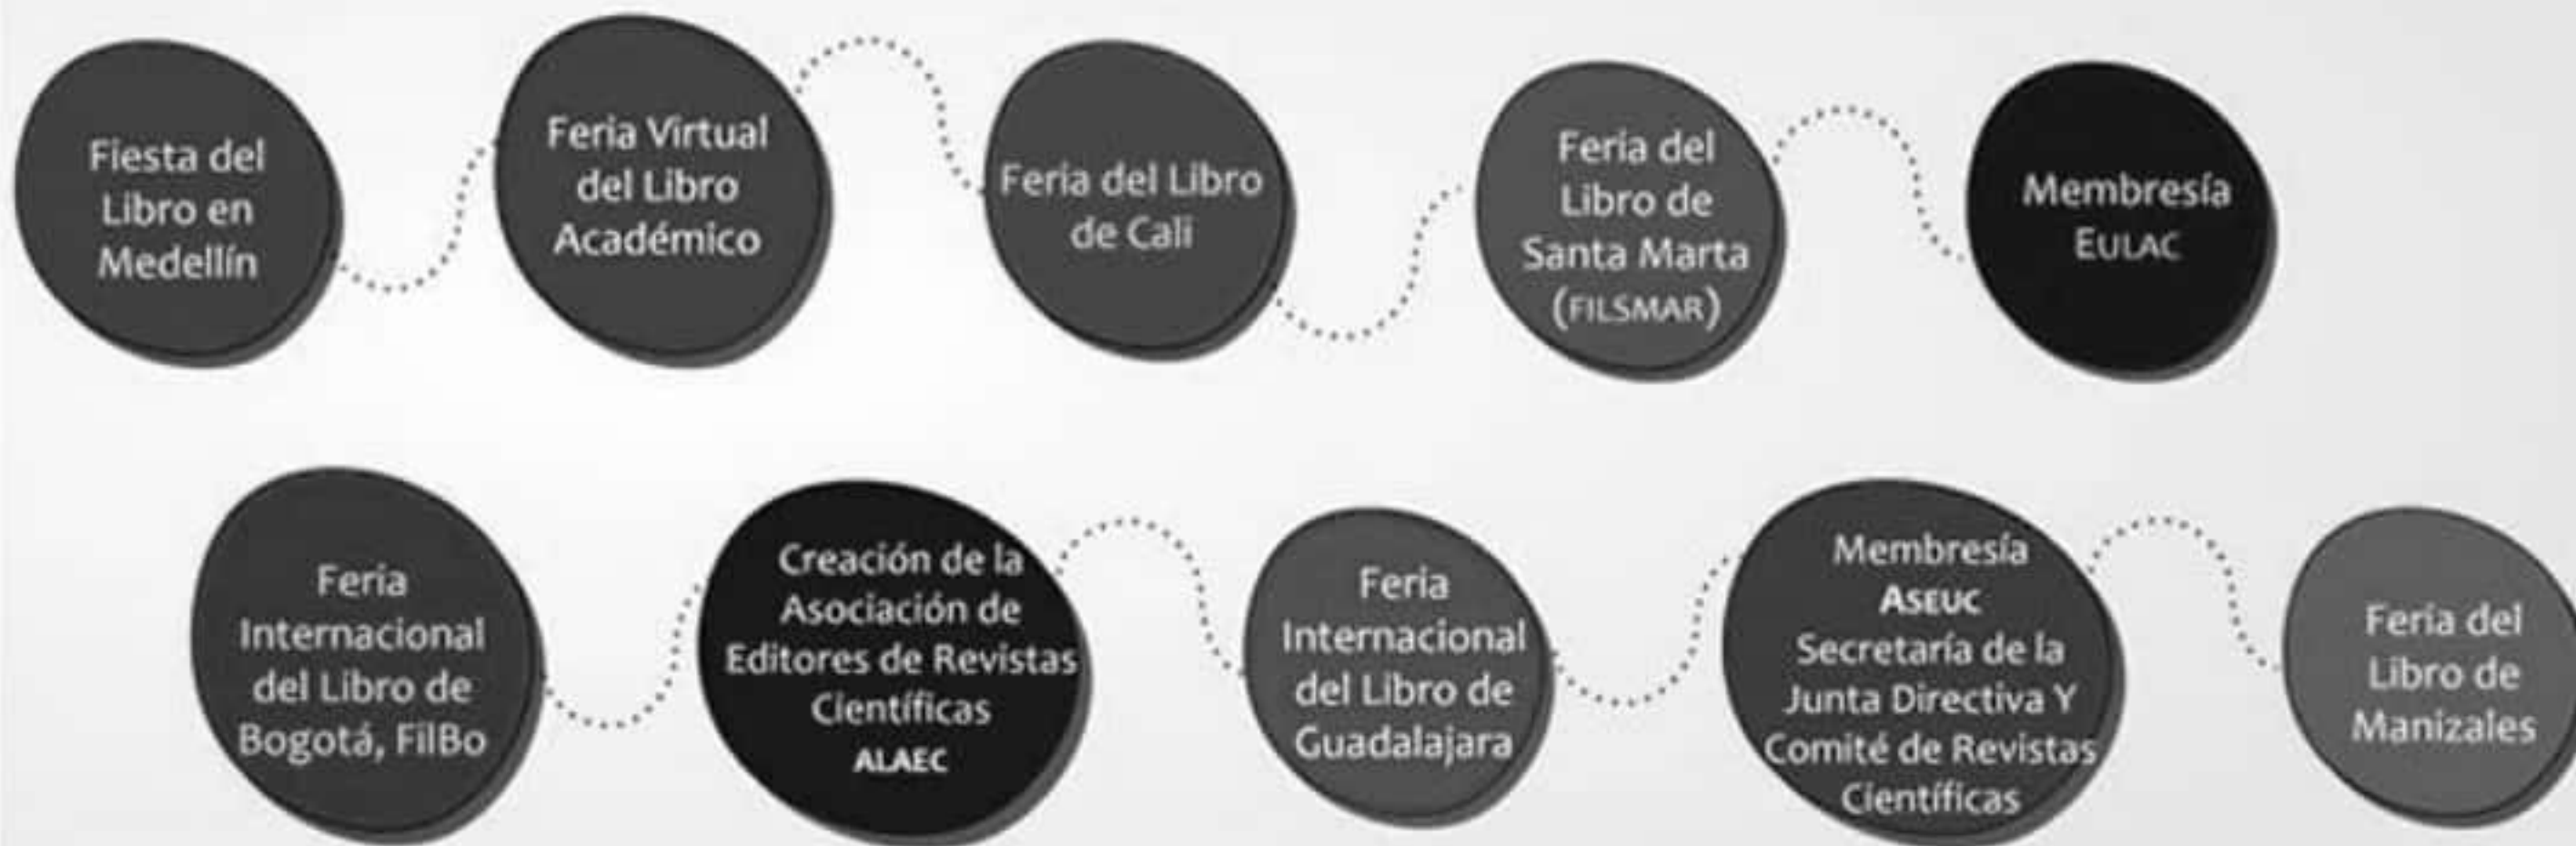 Fiesta del
Libro en
Medellín
Feria Virtual
del Libro
Académico
Feria del Libro
de Cali
Feria del
Libro de
Santa Marta
(FILSMAR)
Membresía
EULAC
Feria
Internacional
del Libro de
Bogotá, FilBo
Creación de la
Asociación de
Editores de Revistas
Científicas
ALAEC
Feria
Internacional
del Libro de
Guadalajara
Membresía
ASEUC
Secretaría de la
Junta Directiva Y
Comité de Revistas
Científicas
Feria del
Libro de
Manizales